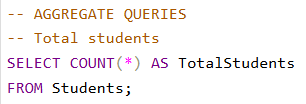 -- AGGREGATE QUERIES
-- Total students
SELECT COUNT(*) AS TotalStudents
FROM Students;